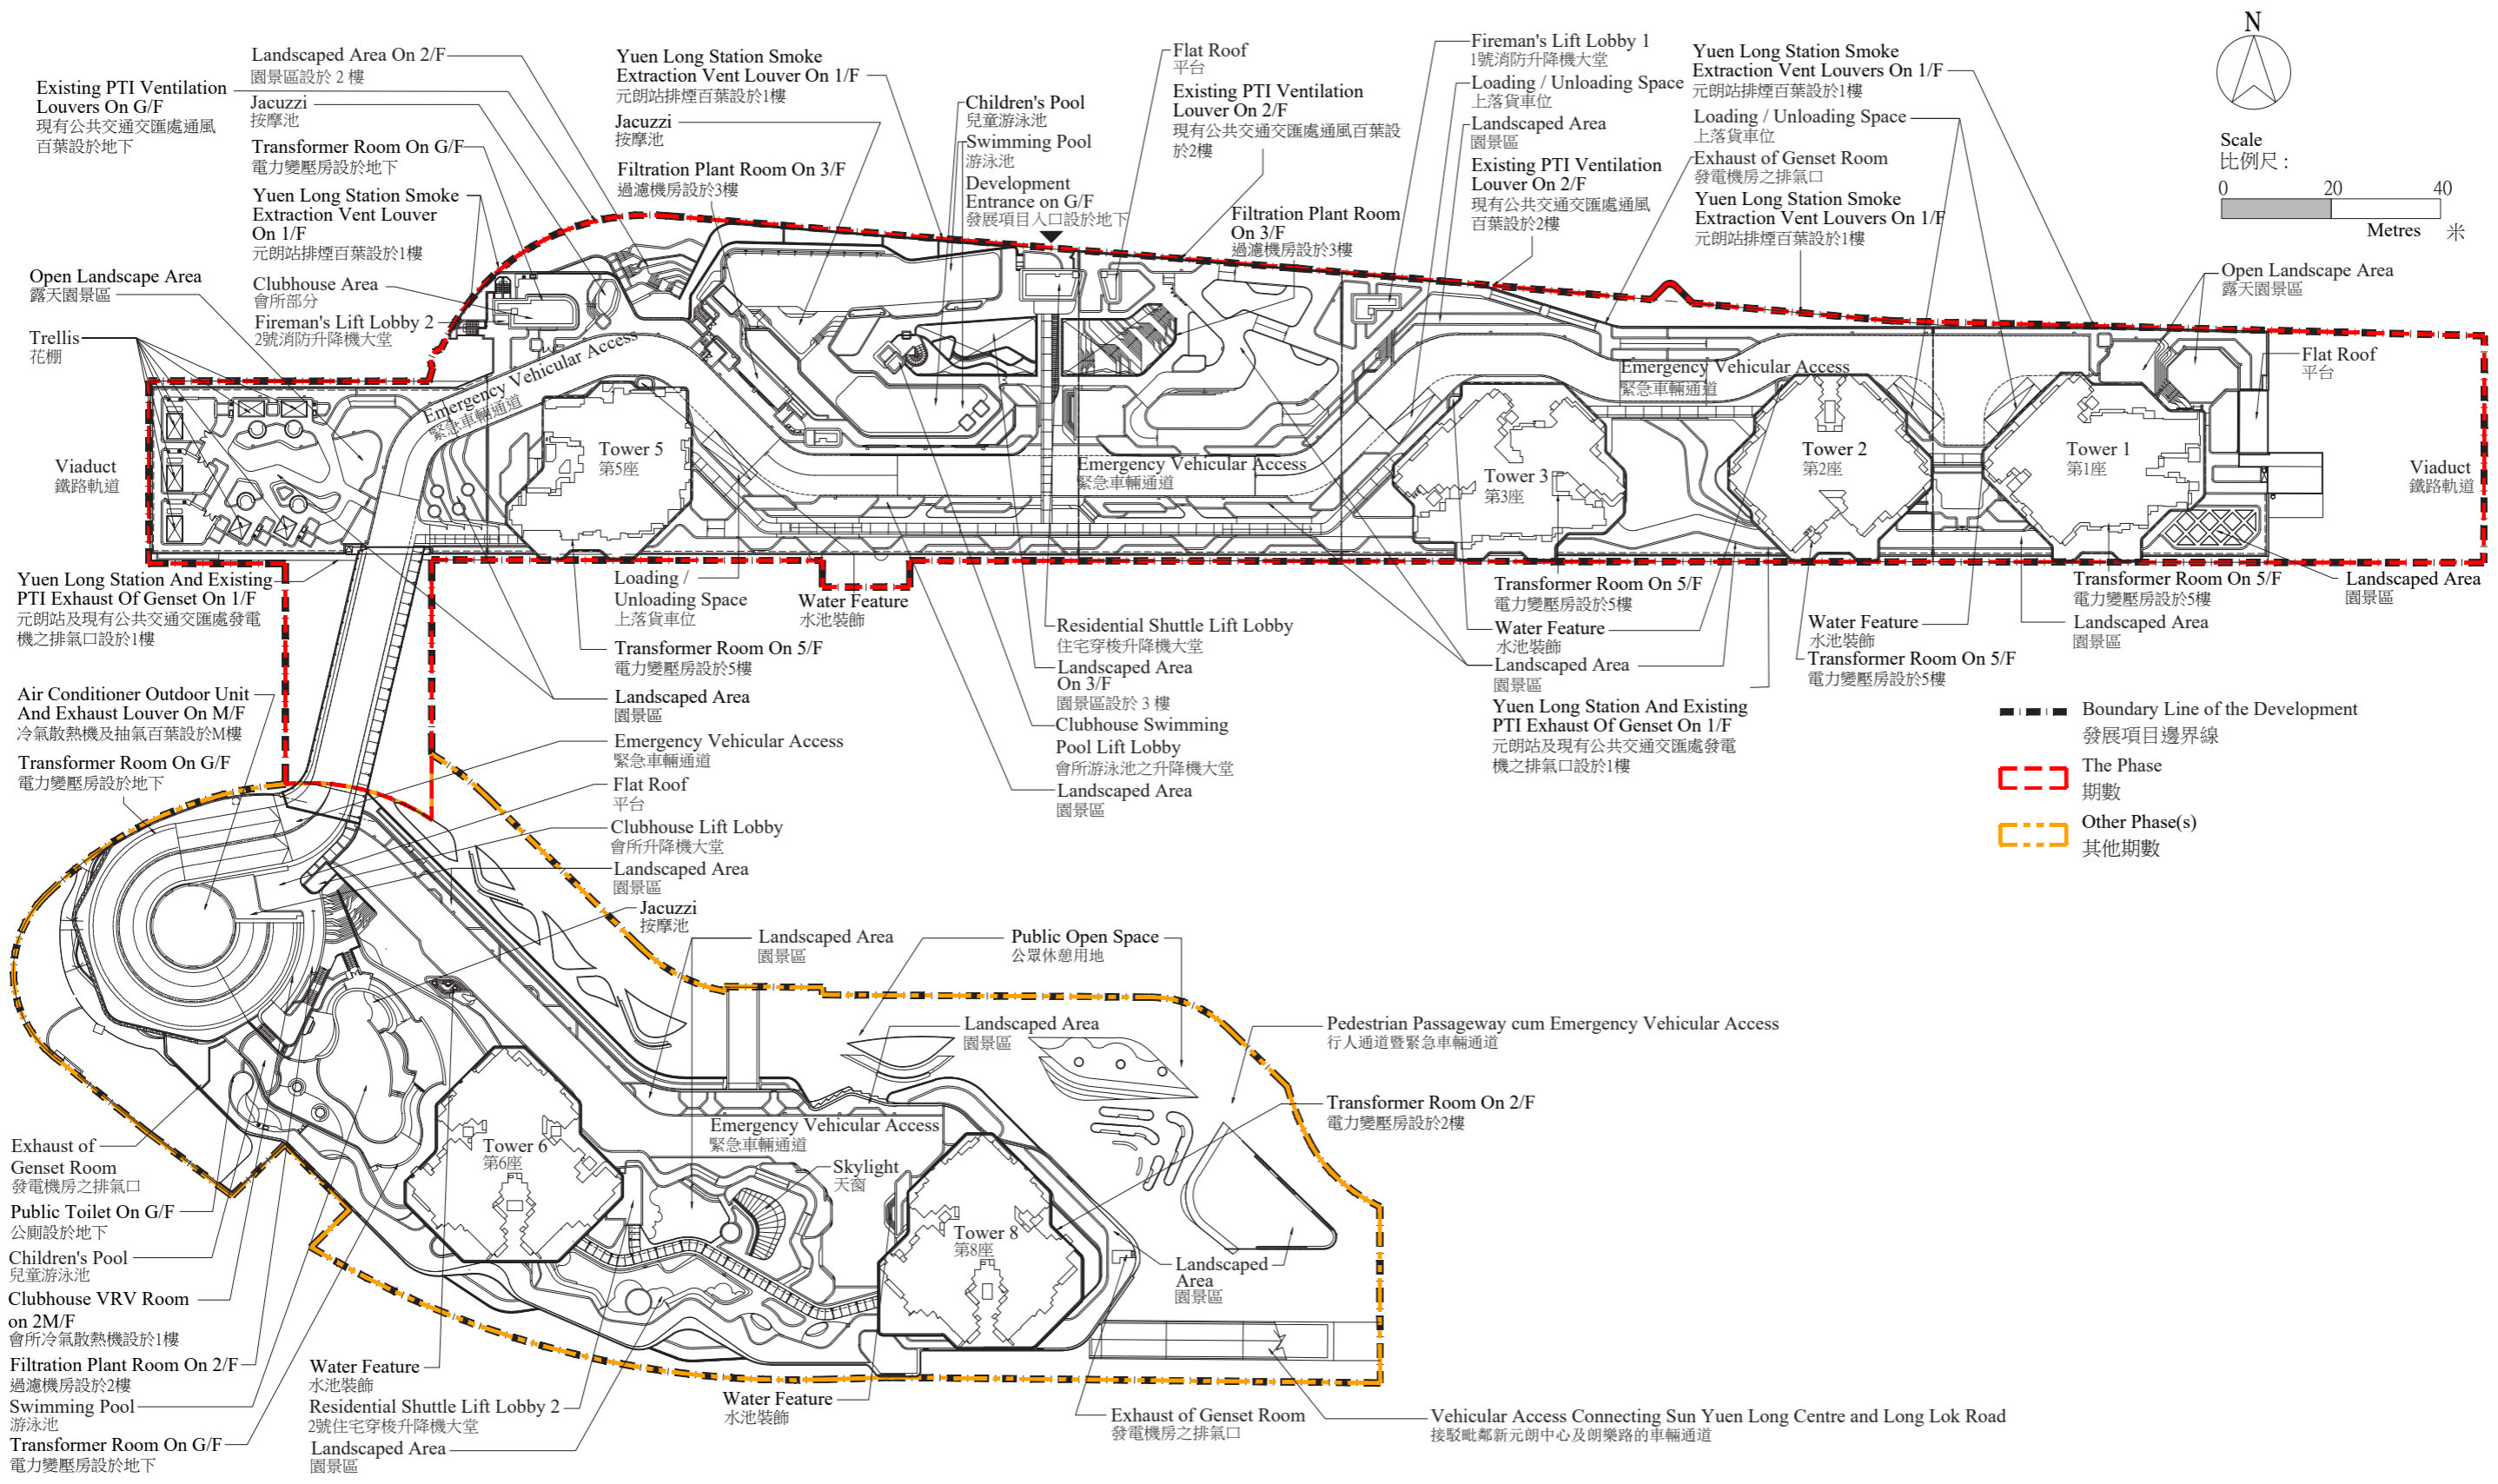 Landscaped Area On 2/F
園景區設於 2 樓
Existing PTI Ventilation
Louvers On G/F
現有公共交通交匯處通風
百葉設於地下
Jacuzzi
按摩池
Transformer Room On G/F
電力變壓房設於地下
Yuen Long Station Smoke
Extraction Vent Louver
On 1/F
元朗站排煙百葉設於1樓
Open Landscape Area
露天園景區
Clubhouse Area
會所部分
Fireman's Lift Lobby 2
2號消防升降機大堂
Trellis
花棚
Yuen Long Station Smoke
Extraction Vent Louver On 1/F
元朗站排煙百葉設於1樓
Jacuzzi
按摩池
Filtration Plant Room On 3/F
過濾機房設於3樓
Children's Pool
兒童游泳池
Swimming Pool
游泳池
Development
Entrance on G/F
發展項目入口設於地下
Flat Roof
平台
Existing PTI Ventilation
Louver On 2/F
現有公共交通交匯處通風百葉設
於2樓
Filtration Plant Room
On 3/F
過濾機房設於3樓
Fireman's Lift Lobby 1
1號消防升降機大堂
Loading / Unloading Space
上落貨車位
Landscaped Area
園景區
Existing PTI Ventilation
Louver On 2/F
現有公共交通交匯處通風
百葉設於2樓
Yuen Long Station Smoke
Extraction Vent Louvers On 1/F
元朗站排煙百葉設於1樓
Loading / Unloading Space
上落貨車位
Exhaust of Genset Room
發電機房之排氣口
Yuen Long Station Smoke
Extraction Vent Louvers On 1/F
元朗站排煙百葉設於1樓
N
Scale
比例尺 :
0 20 40
Metres 米
Open Landscape Area
露天園景區
Flat Roof
平台
Viaduct
鐵路軌道
Emergency Vehicular Access
緊急車輛通道
Tower 5
第5座
Emergency Vehicular Access
緊急車輛通道
Tower 3
第3座
Emergency Vehicular Access
緊急車輛通道
Tower 2
第2座
Tower 1
第1座
Viaduct
鐵路軌道
Yuen Long Station And Existing
PTI Exhaust Of Genset On 1/F
元朗站及現有公共交通交匯處發電
機之排氣口設於1樓
Loading /
Unloading Space
上落貨車位
Transformer Room On 5/F
電力變壓房設於5樓
Landscaped Area
園景區
Water Feature
水池裝飾
Residential Shuttle Lift Lobby
住宅穿梭升降機大堂
Landscaped Area
On 3/F
園景區設於 3 樓
Clubhouse Swimming
Pool Lift Lobby
會所游泳池之升降機大堂
Landscaped Area
園景區
Transformer Room On 5/F
電力變壓房設於5樓
Water Feature
水池裝飾
Landscaped Area
園景區
Yuen Long Station And Existing
PTI Exhaust Of Genset On 1/F
元朗站及現有公共交通交匯處發電
機之排氣口設於1樓
Water Feature
水池裝飾
Transformer Room On 5/F
電力變壓房設於5樓
Transformer Room On 5/F
電力變壓房設於5樓
Landscaped Area
園景區
Landscaped Area
園景區
Boundary Line of the Development
發展項目邊界線
The Phase
期數
Other Phase(s)
其他期數
Air Conditioner Outdoor Unit
And Exhaust Louver On M/F
冷氣散熱機及抽氣百葉設於M樓
Transformer Room On G/F
電力變壓房設於地下
Emergency Vehicular Access
緊急車輛通道
Flat Roof
平台
Clubhouse Lift Lobby
會所升降機大堂
Landscaped Area
園景區
Jacuzzi
按摩池
Landscaped Area
園景區
Public Open Space
公眾休憩用地
Landscaped Area
園景區
Pedestrian Passageway cum Emergency Vehicular Access
行人通道暨緊急車輛通道
Transformer Room On 2/F
電力變壓房設於2樓
Emergency Vehicular Access
緊急車輛通道
Tower 6
第6座
Skylight
天窗
Tower 8
第8座
Landscaped
Area
園景區
Exhaust of
Genset Room
發電機房之排氣口
Public Toilet On G/F
公廁設於地下
Children's Pool
兒童游泳池
Clubhouse VRV Room
on 2M/F
會所冷氣散熱機設於1樓
Filtration Plant Room On 2/F
過濾機房設於2樓
Swimming Pool
游泳池
Transformer Room On G/F
電力變壓房設於地下
Water Feature
水池裝飾
Residential Shuttle Lift Lobby 2
2號住宅穿梭升降機大堂
Landscaped Area
園景區
Water Feature
水池裝飾
Exhaust of Genset Room
發電機房之排氣口
Vehicular Access Connecting Sun Yuen Long Centre and Long Lok Road
接駁毗鄰新元朗中心及朗樂路的車輛通道